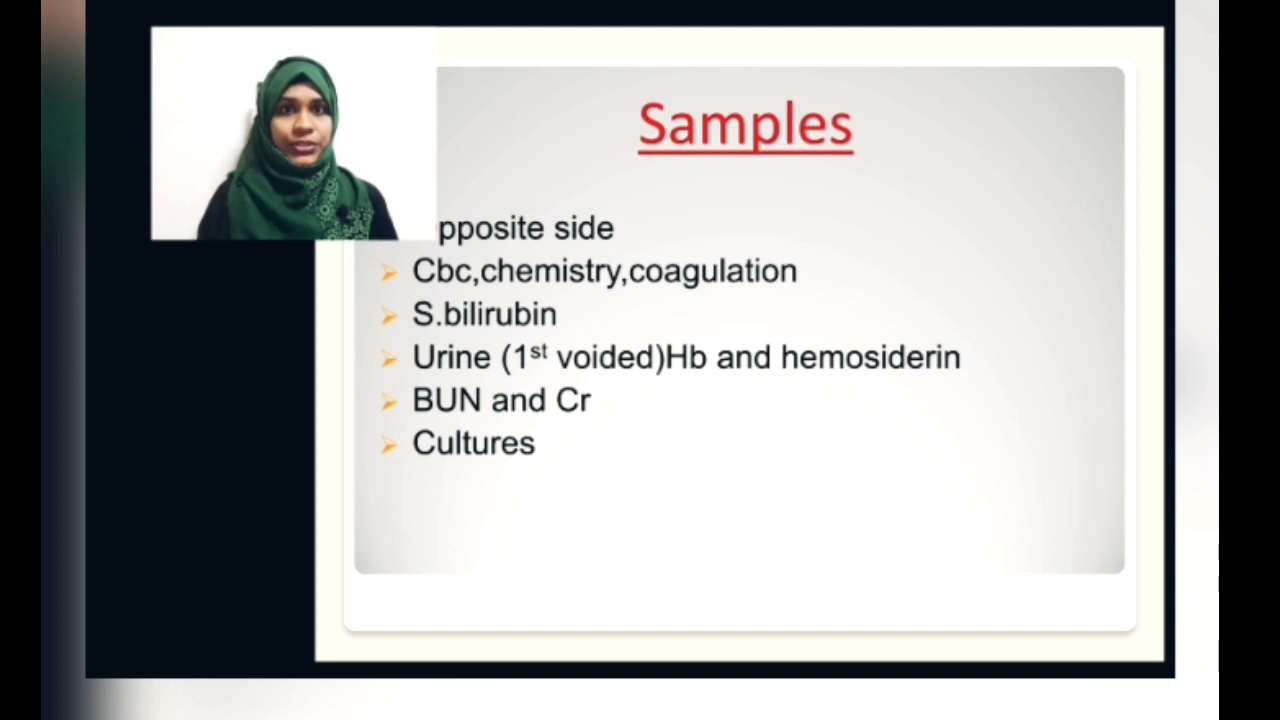 Samples
pposite side
Cbc,chemistry,coagulation
S.bilirubin
Urine (1st voided)Hb and hemosiderin
BUN and Cr
Cultures